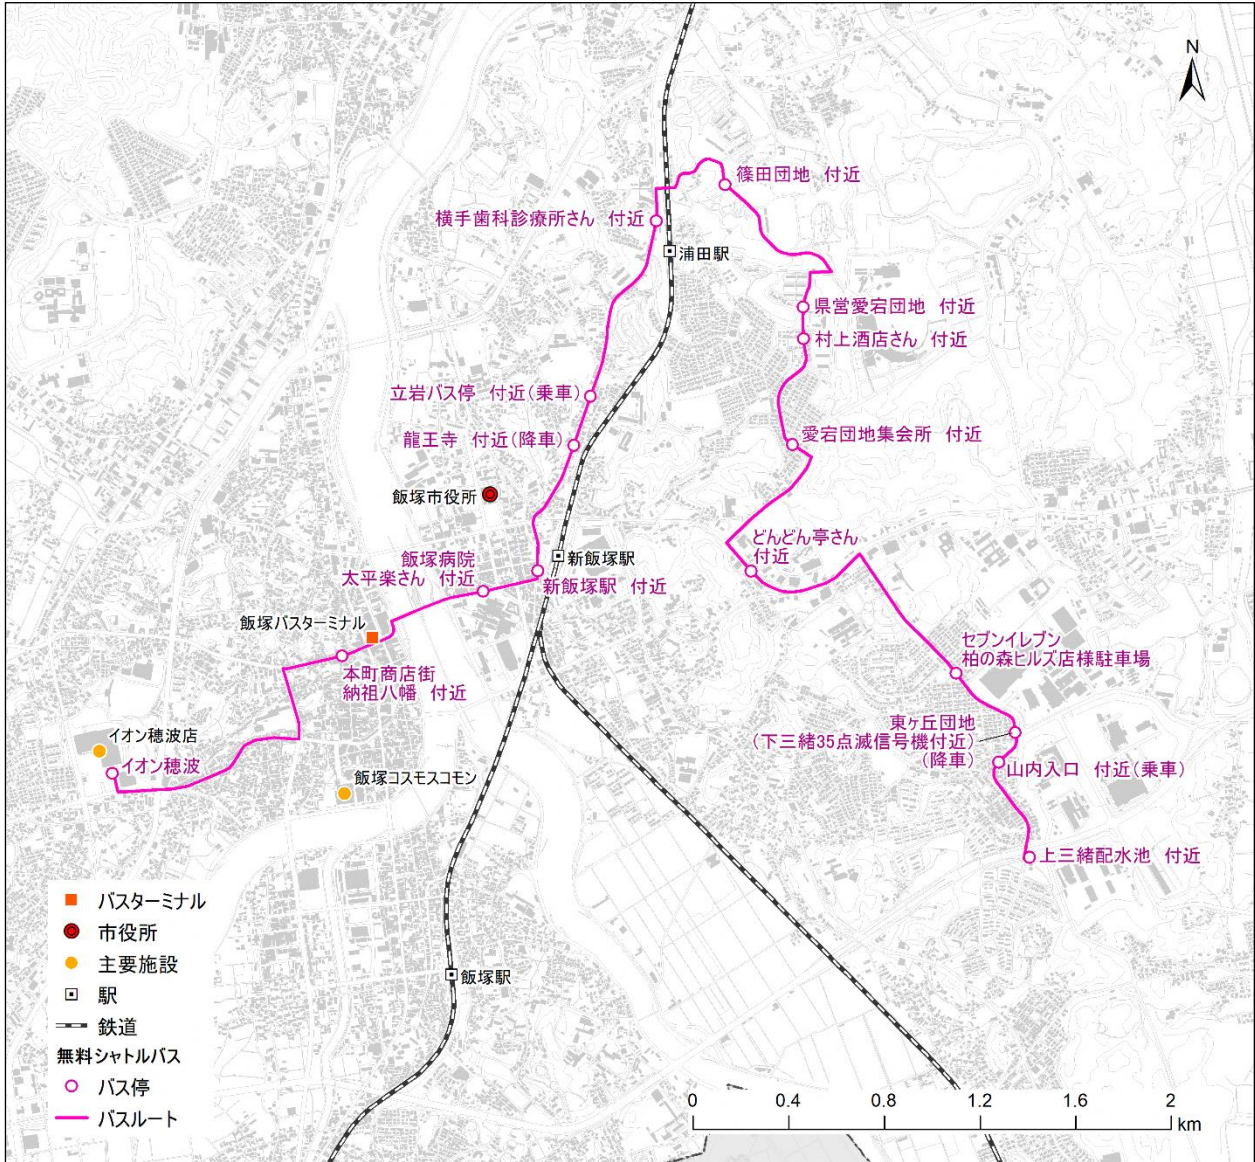 N
篠田団地 付近
横手歯科診療所さん 付近
浦田駅
県営愛宕団地 付近
村上酒店さん 付近
立岩バス停 付近(乗車)
龍王寺 付近(降車)
愛宕団地集会所 付近
飯塚市役所
どんどん亭さん
付近
飯塚病院
太平楽さん 付近
新飯塚駅
新飯塚駅 付近
飯塚バスターミナル
本町商店街
納祖八幡 付近
セブンイレブン
柏の森ヒルズ店様駐車場
東ヶ丘団地
(下三緒35点滅信号機付近)
(降車)
山内入口 付近(乗車)
イオン穂波店
イオン穂波
飯塚コスモスコモン
上三緒配水池 付近
飯塚駅
バスターミナル
市役所
主要施設
駅
鉄道
無料シャトルバス
バス停
バスルート
0 0.4 0.8 1.2 1.6 2
km